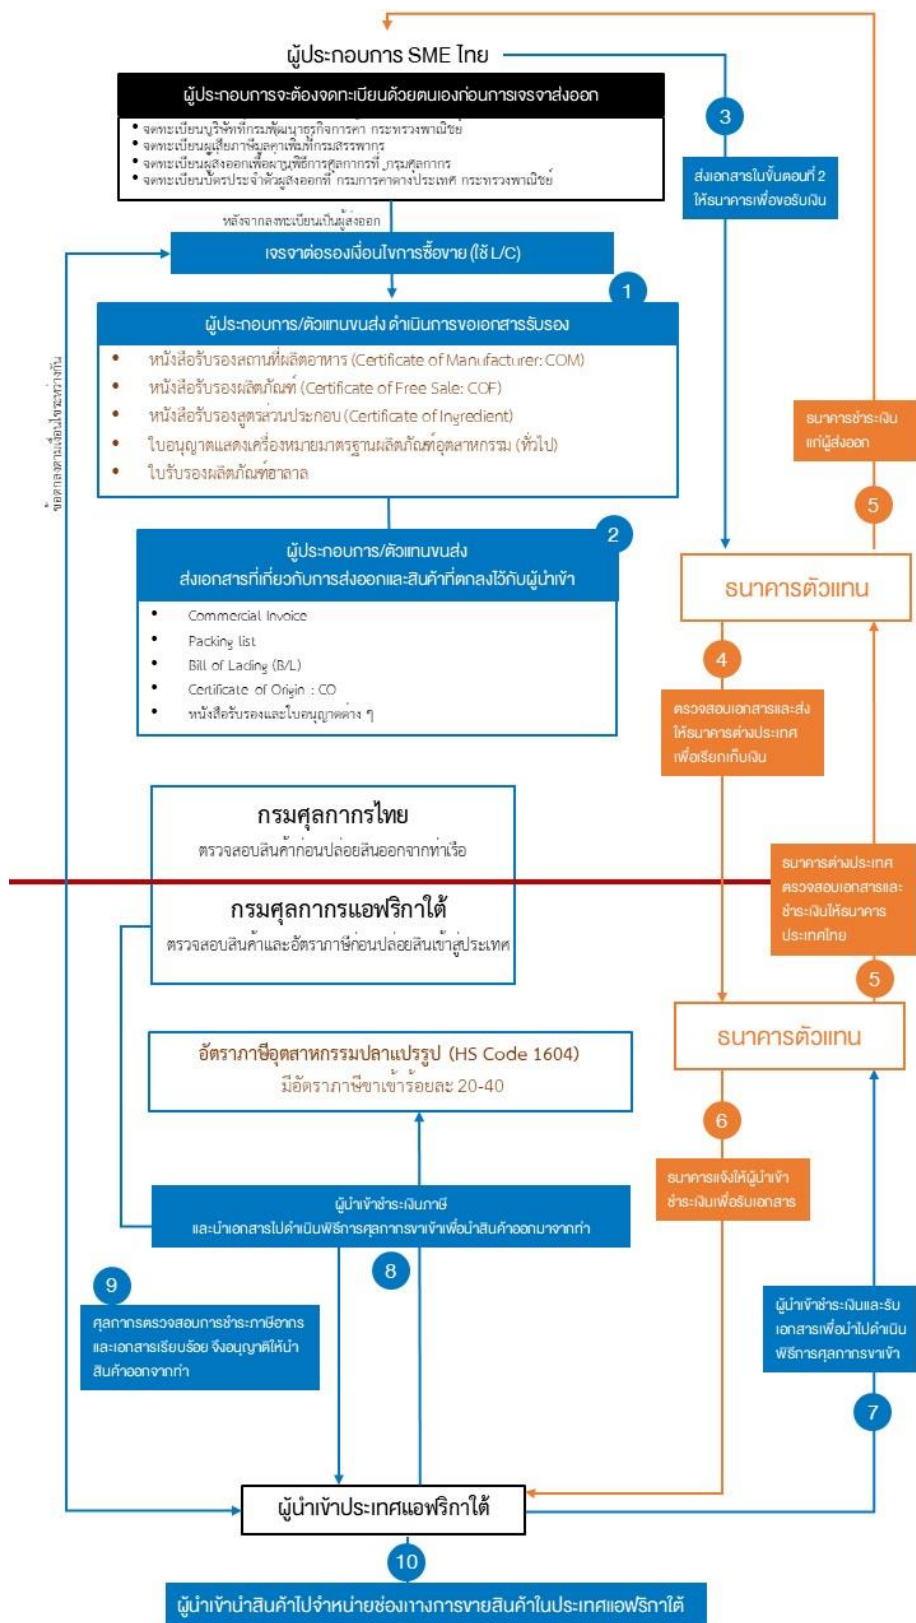 ผู้ประกอบการ SME ไทย
ผู้ประกอบการจะต้องจดทะเบียนด้วยตนเองก่อนการเจรจาส่งออก
• จดทะเบียนบริษัทที่กรมพัฒนาธุรกิจการค้า กระทรวงพาณิชย์
• จดทะเบียนผู้เสียภาษีมูลค่าเพิ่มที่กรมสรรพากร
• จดทะเบียนผู้ส่งออกเพื่อผ่านพิธีการศุลกากรที่ กรมศุลกากร
• จดทะเบียนบัตรประจำตัวผู้ส่งออกที่ กรมการค้าต่างประเทศ กระทรวงพาณิชย์
3
ส่งเอกสารในขั้นตอนที่ 2
ให้ธนาคารเพื่อขอรับเงิน
หลังจากลงทะเบียนเป็นผู้ส่งออก
เจรจาต่อรองเงื่อนไขการซื้อขาย (ใช้ L/C)
1
ผู้ประกอบการ/ตัวแทนขนส่ง ดำเนินการขอเอกสารรับรอง
• หนังสือรับรองสถานที่ผลิตอาหาร (Certificate of Manufacturer: COM)
• หนังสือรับรองผลิตภัณฑ์ (Certificate of Free Sale: COF)
• หนังสือรับรองสูตรส่วนประกอบ (Certificate of Ingredient)
• ใบอนุญาตแสดงเครื่องหมายมาตรฐานผลิตภัณฑ์อุตสาหกรรม (ทั่วไป)
• ใบรับรองผลิตภัณฑ์ฮาลาล
ข้อตกลงตามเงื่อนไขระหว่างกัน
ธนาคารชำระเงิน
แก่ผู้ส่งออก
5
2
ผู้ประกอบการ/ตัวแทนขนส่ง
ส่งเอกสารที่เกี่ยวกับการส่งออกและสินค้าที่ตกลงไว้กับผู้นำเข้า
• Commercial Invoice
• Packing list
• Bill of Lading (B/L)
• Certificate of Origin : CO
• หนังสือรับรองและใบอนุญาตต่าง ๆ
ธนาคารตัวแทน
4
ตรวจสอบเอกสารและส่ง
ให้ธนาคารต่างประเทศ
เพื่อเรียกเก็บเงิน
กรมศุลกากรไทย
ตรวจสอบสินค้าก่อนปล่อยสินออกจากท่าเรือ
กรมศุลกากรแอฟริกาใต้
ตรวจสอบสินค้าและอัตราภาษีก่อนปล่อยสินเข้าสู่ประเทศ
ธนาคารต่างประเทศ
ตรวจสอบเอกสารและ
ชำระเงินให้ธนาคาร
ประเทศไทย
5
ธนาคารตัวแทน
อัตราภาษีอุตสาหกรรมปลาแปรรูป (HS Code 1604)
มีอัตราภาษีขาเข้าร้อยละ 20-40
6
ธนาคารแจ้งให้ผู้นำเข้า
ชำระเงินเพื่อรับเอกสาร
ผู้นำเข้าชำระเงินภาษี
และนำเอกสารไปดำเนินพิธีการศุลกากรขาเข้าเพื่อนำสินค้าออกมาจากท่า
8
9
ศุลกากรตรวจสอบการชำระภาษีอากร
และเอกสารเรียบร้อย จึงอนุญาติให้นำ
สินค้าออกจากท่า
ผู้นำเข้าชำระเงินและรับ
เอกสารเพื่อนำไปดำเนิน
พิธีการศุลกากรขาเข้า
7
ผู้นำเข้าประเทศแอฟริกาใต้
10
ผู้นำเข้านำสินค้าไปจำหน่ายช่องทางการขายสินค้าในประเทศแอฟริกาใต้